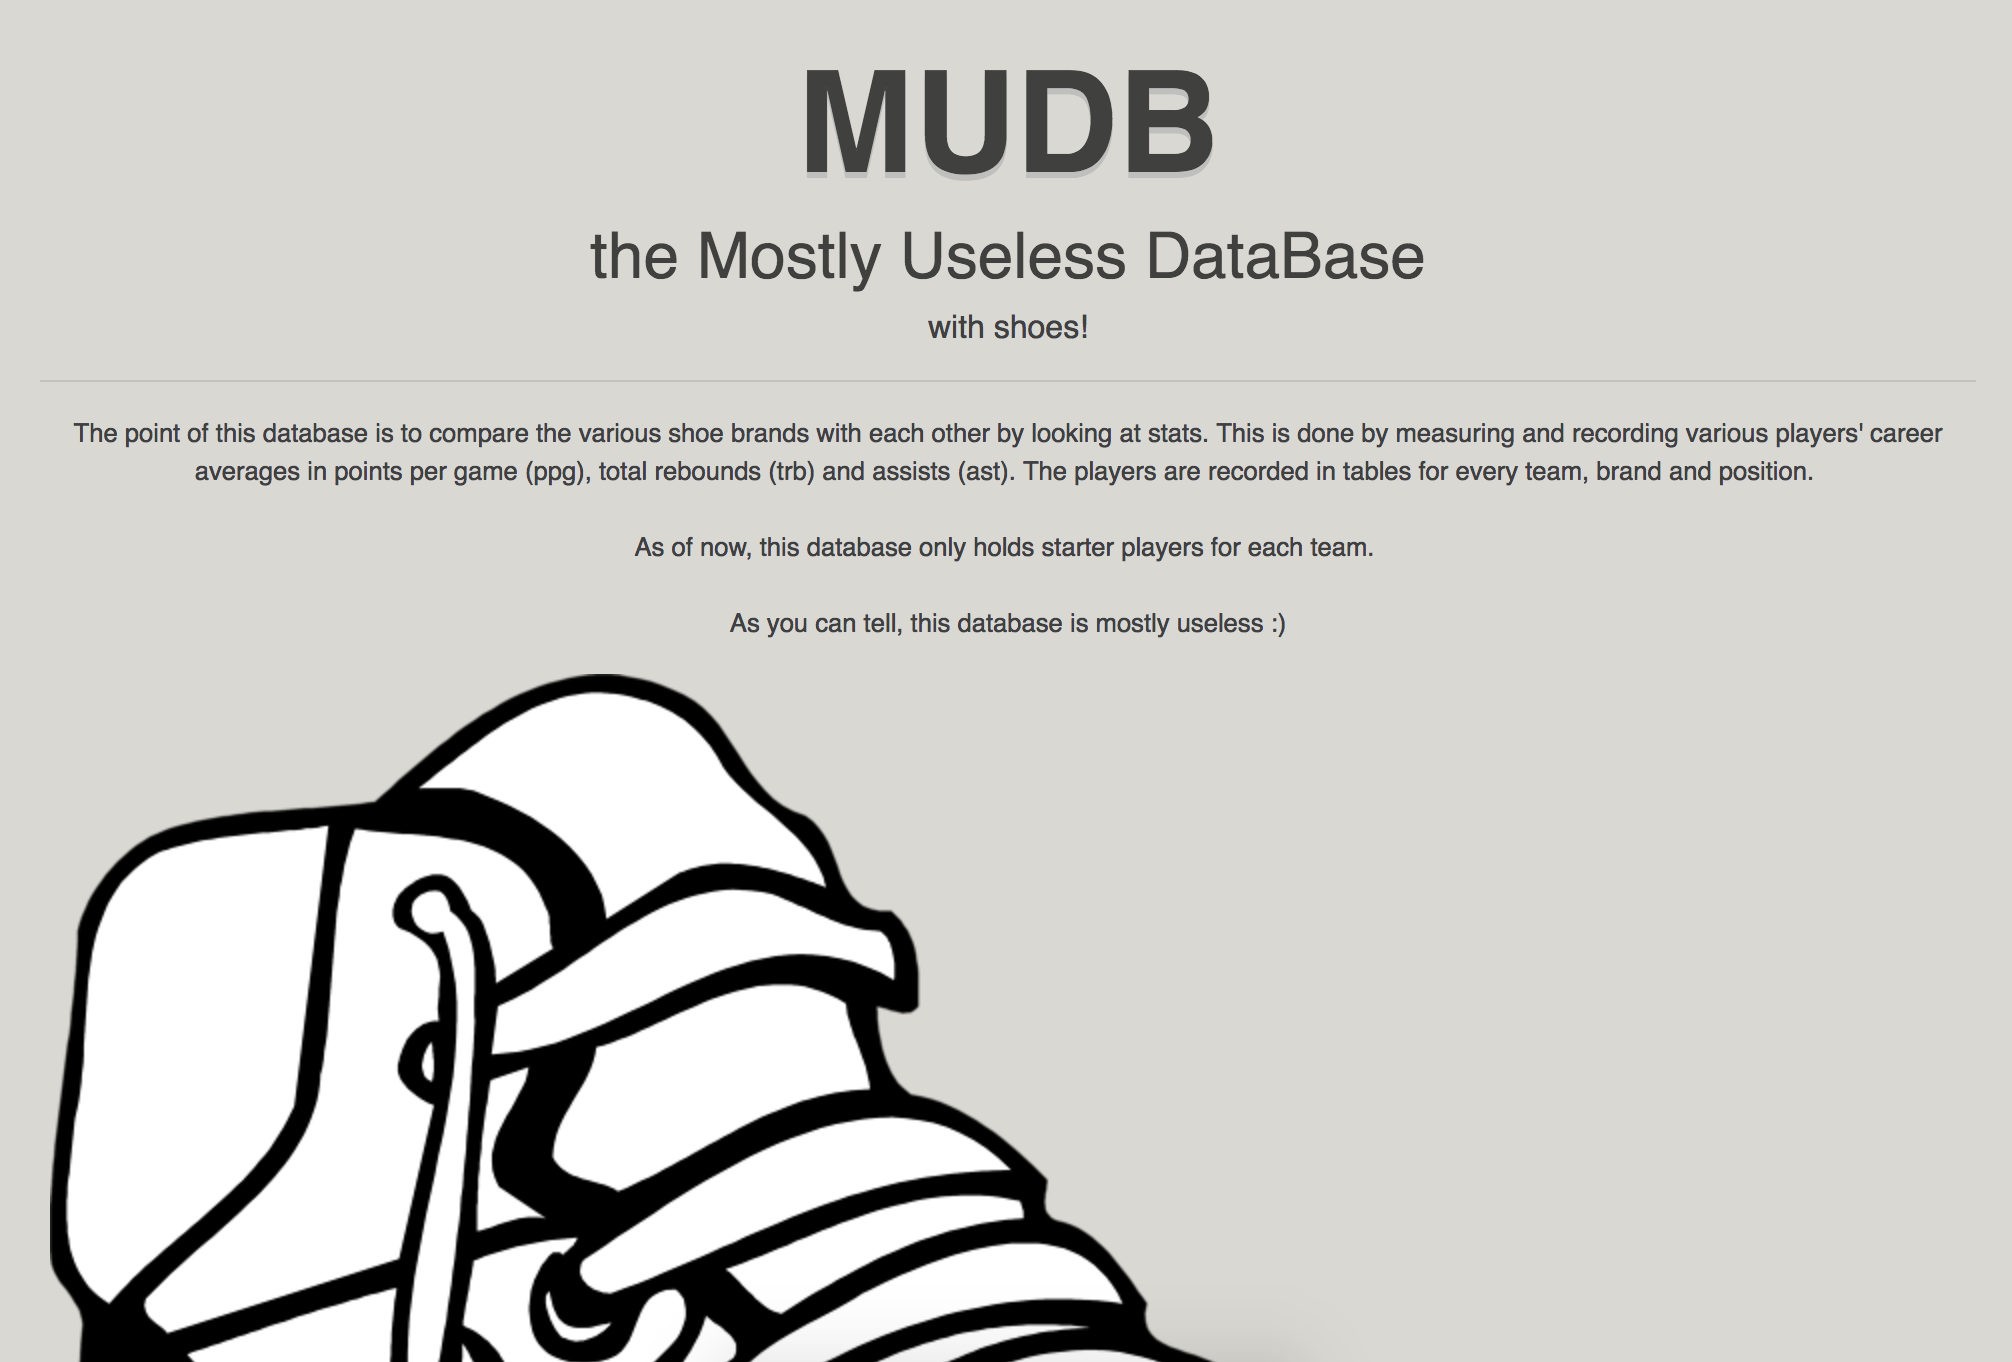 MUDB
the Mostly Useless DataBase
with shoes!
The point of this database is to compare the various shoe brands with each other by looking at stats. This is done by measuring and recording various players' career
averages in points per game (ppg), total rebounds (trb) and assists (ast). The players are recorded in tables for every team, brand and position.
As of now, this database only holds starter players for each team.
As you can tell, this database is mostly useless :)